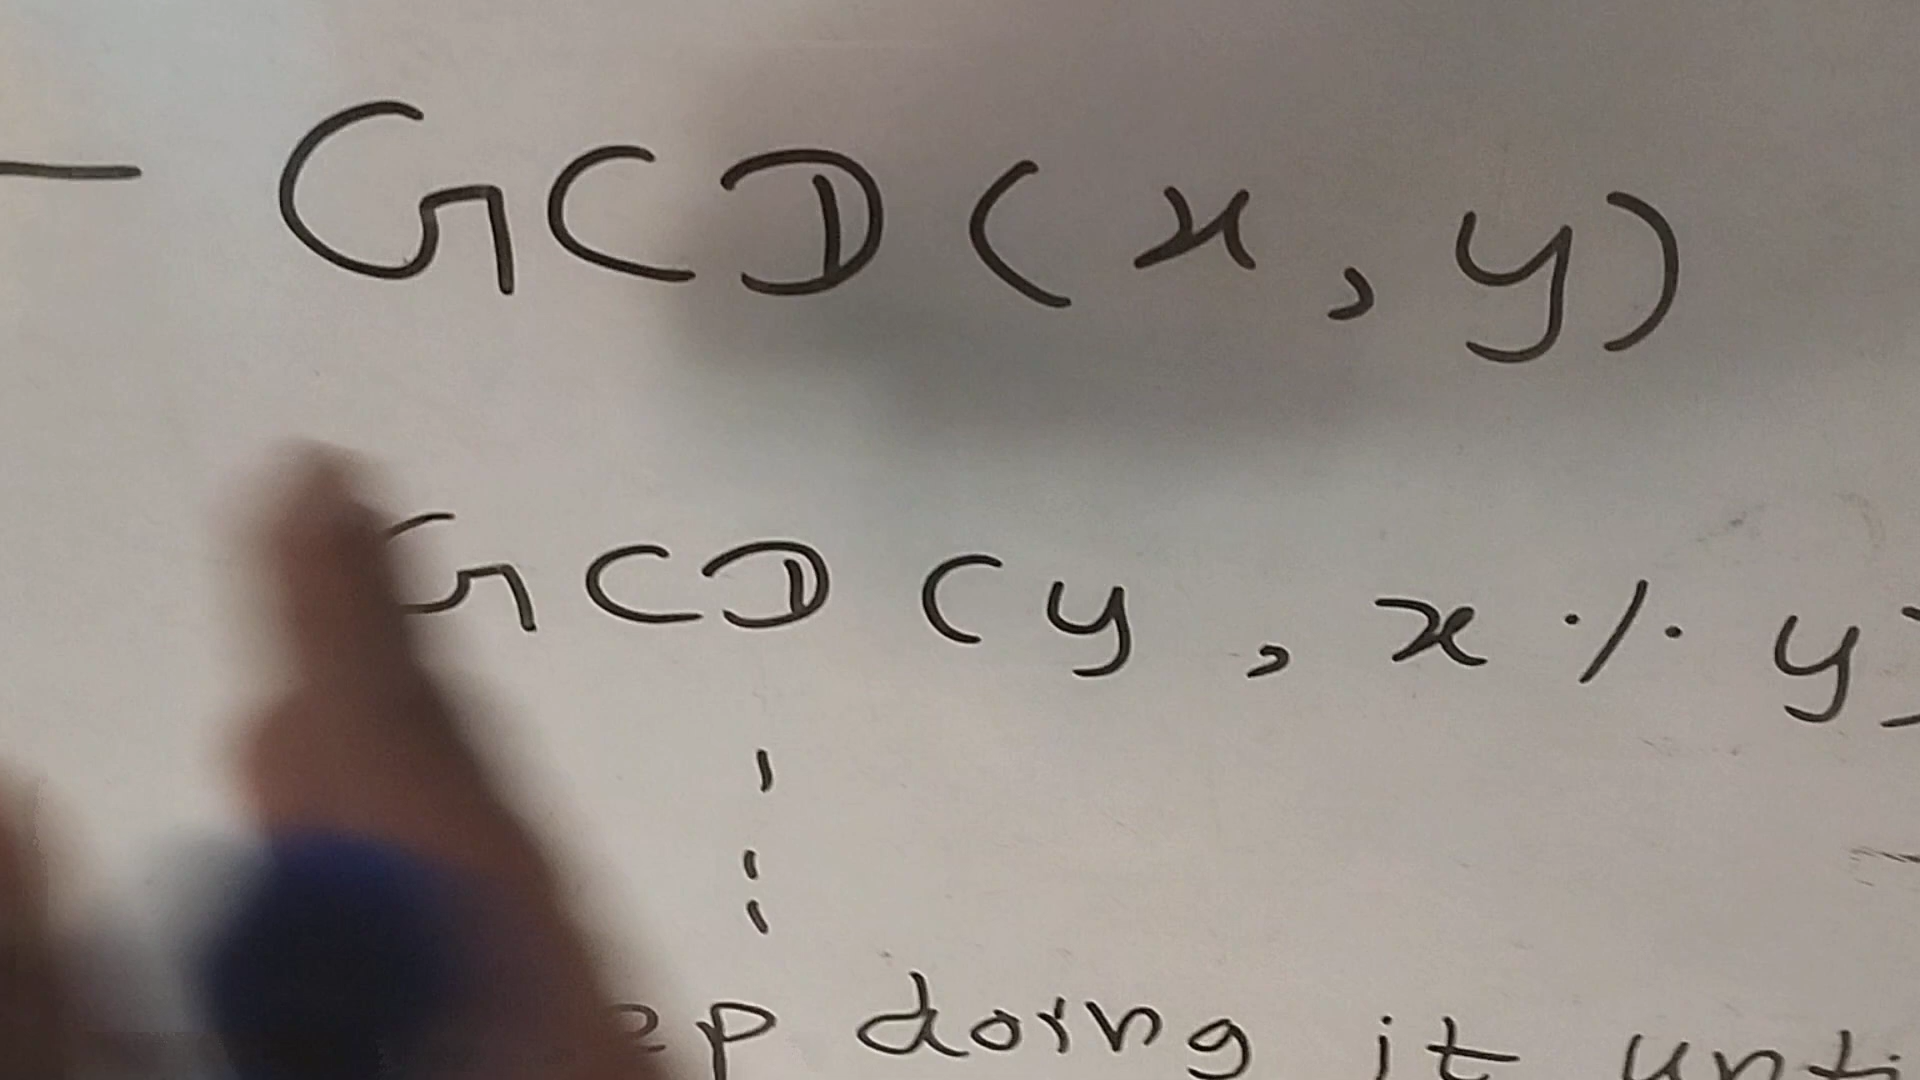 - GCD(x, y)
GCD(y, x % y)
doing it